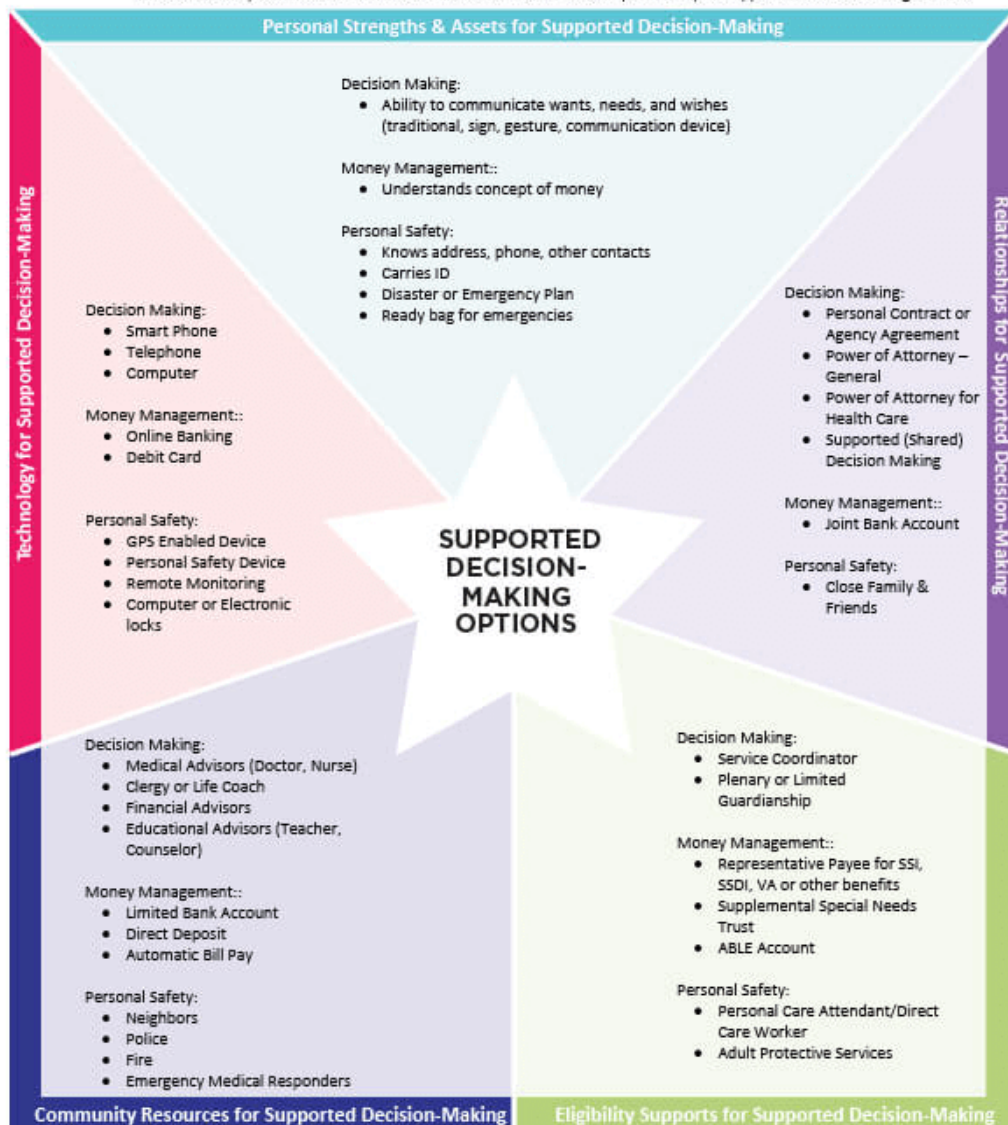 Personal Strengths & Assets for Supported Decision-Making
Decision Making:
• Ability to communicate wants, needs, and wishes
(traditional, sign, gesture, communication device)
Money Management::
• Understands concept of money
Personal Safety:
• Knows address, phone, other contacts
• Carries ID
• Disaster or Emergency Plan
• Ready bag for emergencies
Technology for Supported Decision-Making
Decision Making:
• Smart Phone
• Telephone
• Computer
Money Management::
• Online Banking
• Debit Card
Personal Safety:
• GPS Enabled Device
• Personal Safety Device
• Remote Monitoring
• Computer or Electronic
locks
Relationships for Supported Decision-Making
Decision Making:
• Personal Contract or
Agency Agreement
• Power of Attorney –
General
• Power of Attorney for
Health Care
• Supported (Shared)
Decision Making
Money Management::
• Joint Bank Account
Personal Safety:
• Close Family &
Friends
SUPPORTED
DECISION-
MAKING
OPTIONS
Decision Making:
• Medical Advisors (Doctor, Nurse)
• Clergy or Life Coach
• Financial Advisors
• Educational Advisors (Teacher,
Counselor)
Money Management::
• Limited Bank Account
• Direct Deposit
• Automatic Bill Pay
Personal Safety:
• Neighbors
• Police
• Fire
• Emergency Medical Responders
Community Resources for Supported Decision-Making
Decision Making:
• Service Coordinator
• Plenary or Limited
Guardianship
Money Management::
• Representative Payee for SSI,
SSDI, VA or other benefits
• Supplemental Special Needs
Trust
• ABLE Account
Personal Safety:
• Personal Care Attendant/Direct
Care Worker
• Adult Protective Services
Eligibility Supports for Supported Decision-Making